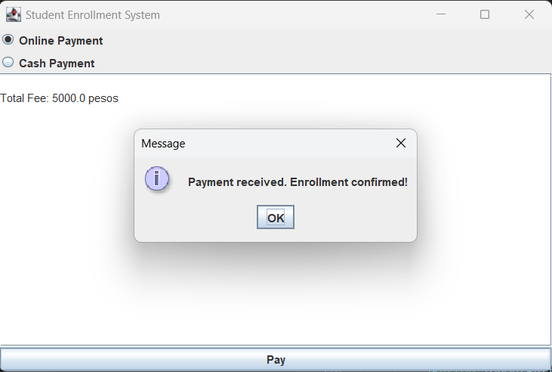 Student Enrollment System
Online Payment
Cash Payment
Total Fee: 5000.0 pesos
Message
i
Payment received. Enrollment confirmed!
OK
Pay